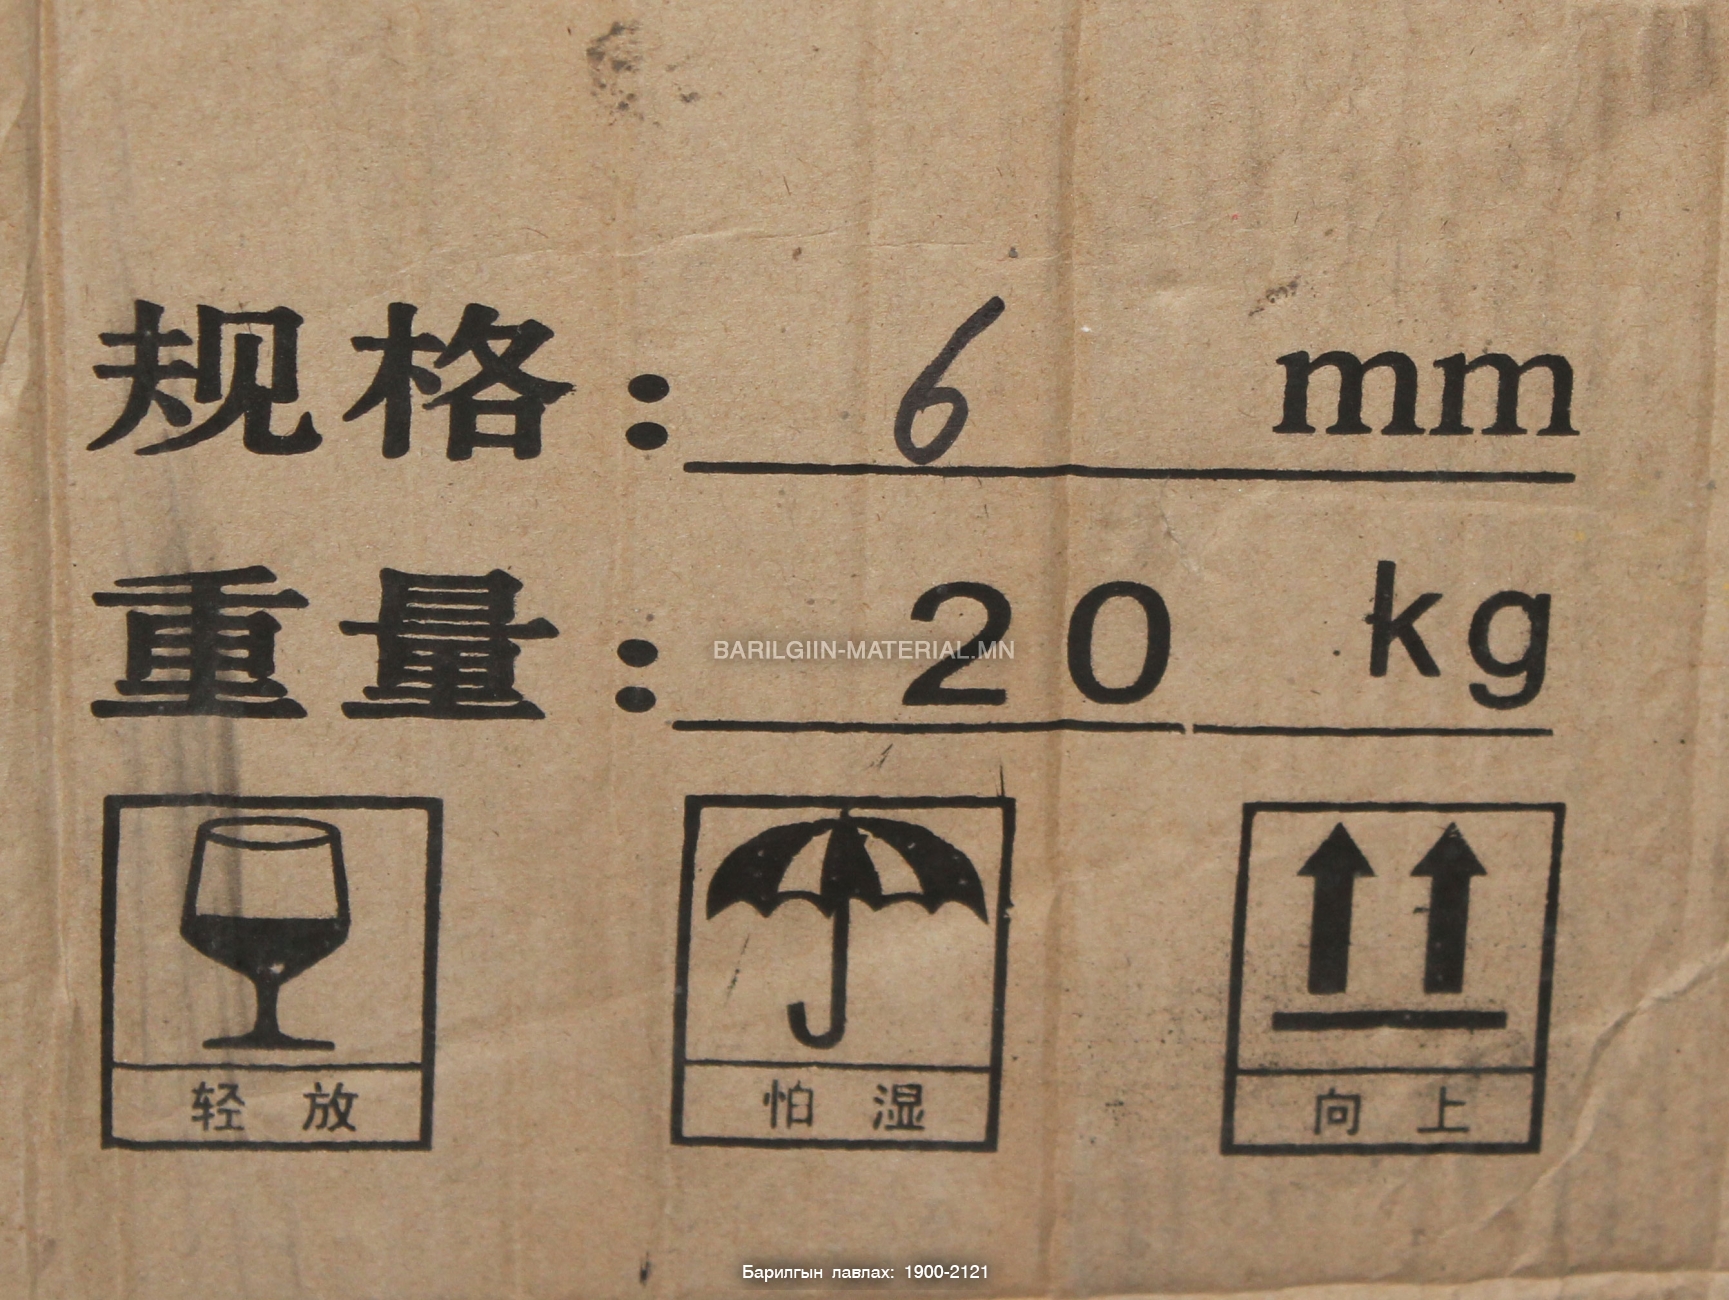 规格: 6 mm
重量: 20 kg
BARILGIIN-MATERIAL.MN
轻放
怕湿
向上
Барилгын лавлах: 1900-2121